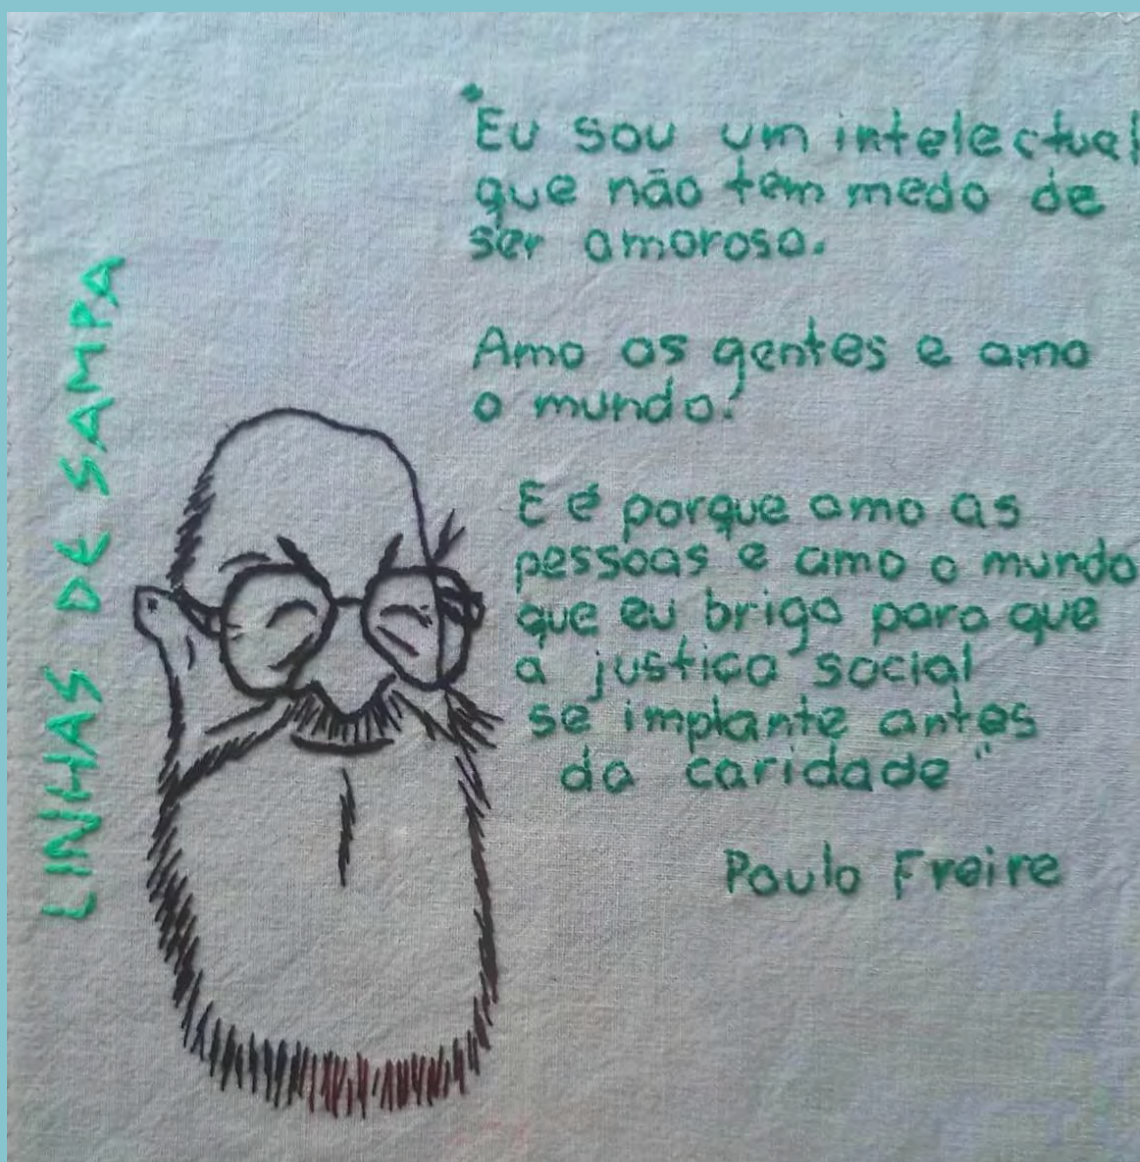 "Eu sou um intelectual
que não tem medo de
ser amoroso.
Amo as gentes e amo
o mundo.
E é porque amo as
pessoas e amo o mundo
que eu brigo para que
a justiça social
se implante antes
da caridade"
Paulo Freire
LINHAS DE SAMPA